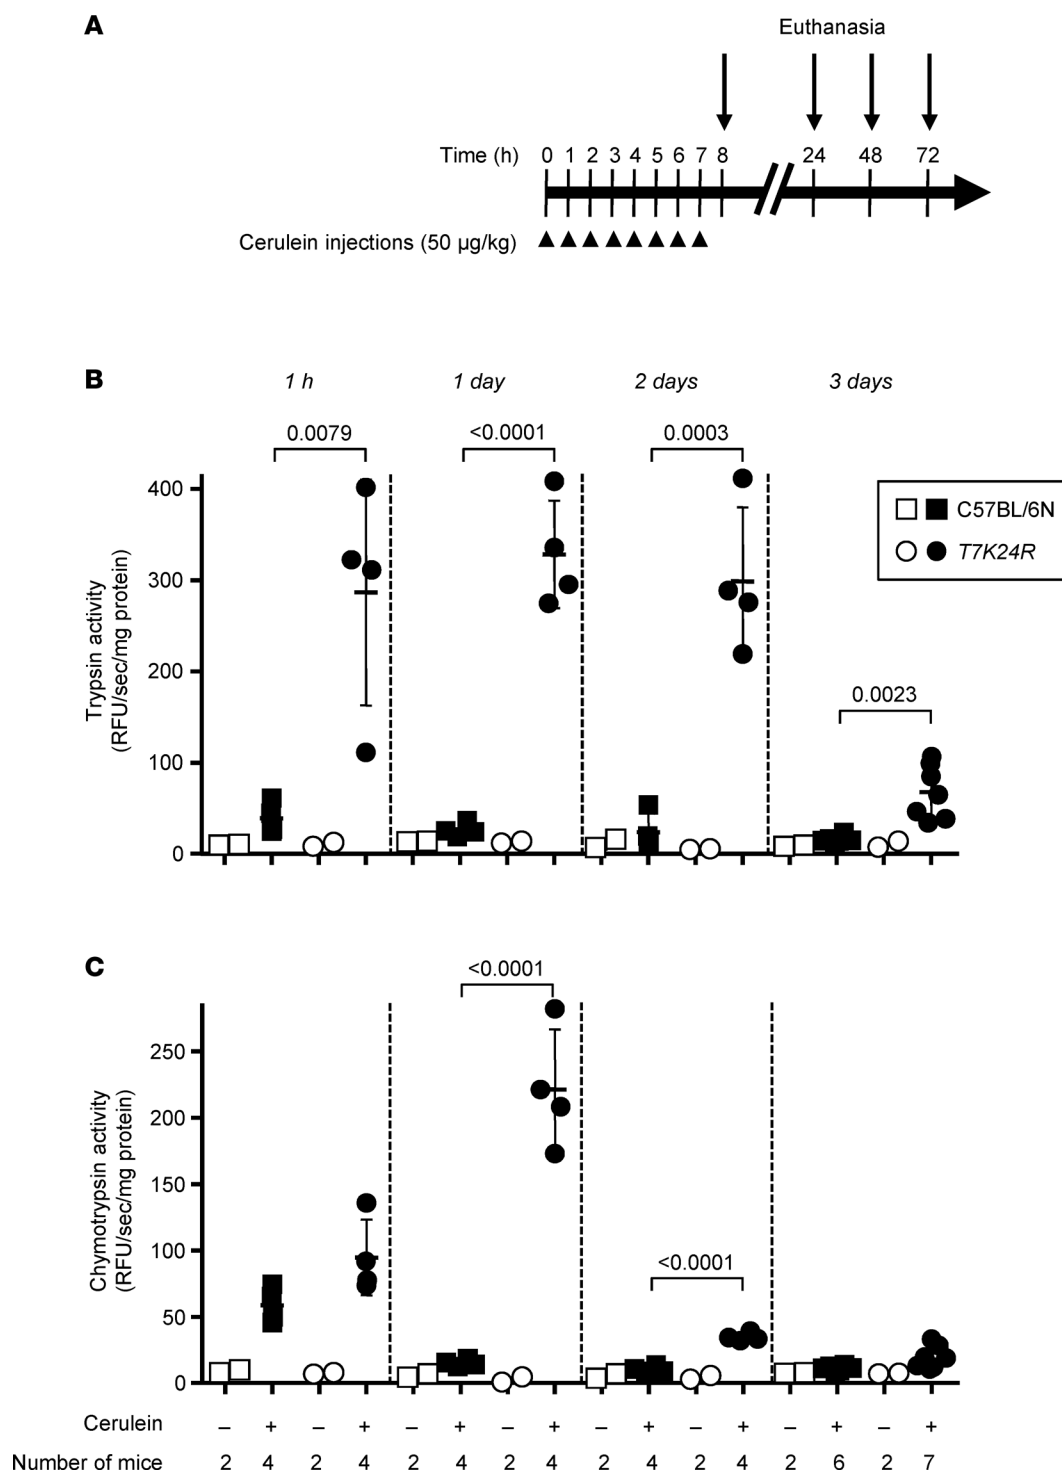 A
Euthanasia
Time (h) 0 1 2 3 4 5 6 7 8 24 48 72
Cerulein injections (50 µg/kg)
B
1 h 1 day 2 days 3 days
0.0079 <0.0001 0.0003
400
300
200
100
0
Trypsin activity
(RFU/sec/mg protein)
0.0023
C57BL/6N
T7K24R
C
<0.0001
250
200
150
100
50
0
Chymotrypsin activity
(RFU/sec/mg protein)
<0.0001
Cerulein – + – + – + – + – + – + – + – +
Number of mice 2 4 2 4 2 4 2 4 2 4 2 4 2 6 2 7